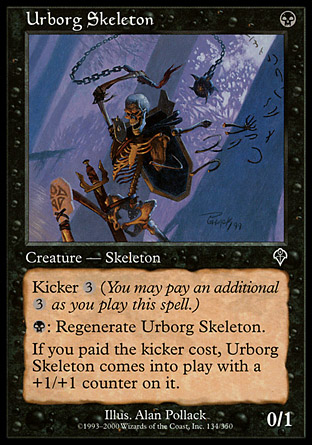 Urborg Skeleton
Creature — Skeleton
Kicker 3 (You may pay an additional
3 as you play this spell.)
: Regenerate Urborg Skeleton.
If you paid the kicker cost, Urborg
Skeleton comes into play with a
+1/+1 counter on it.
Illus. Alan Pollack
0/1
©1993–2000 Wizards of the Coast, Inc. 134/350